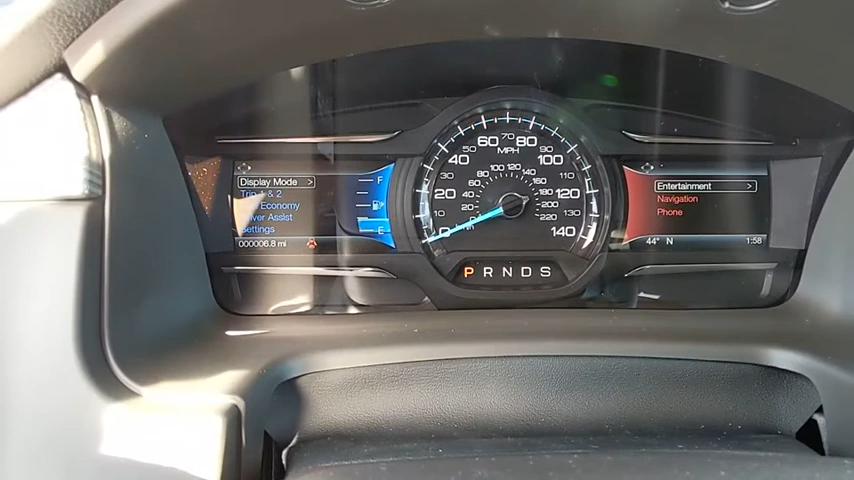 Display Mode >
Trip 1 & 2
Economy
Driver Assist
Settings
000006.8 mi
F
E
MPH
0
20
30
40
50
60
70
80
100
110
120
130
140
20
40
60
80
100
120
140
160
180
200
220
P R N D S
Entertainment >
Navigation
Phone
44° N
1:58